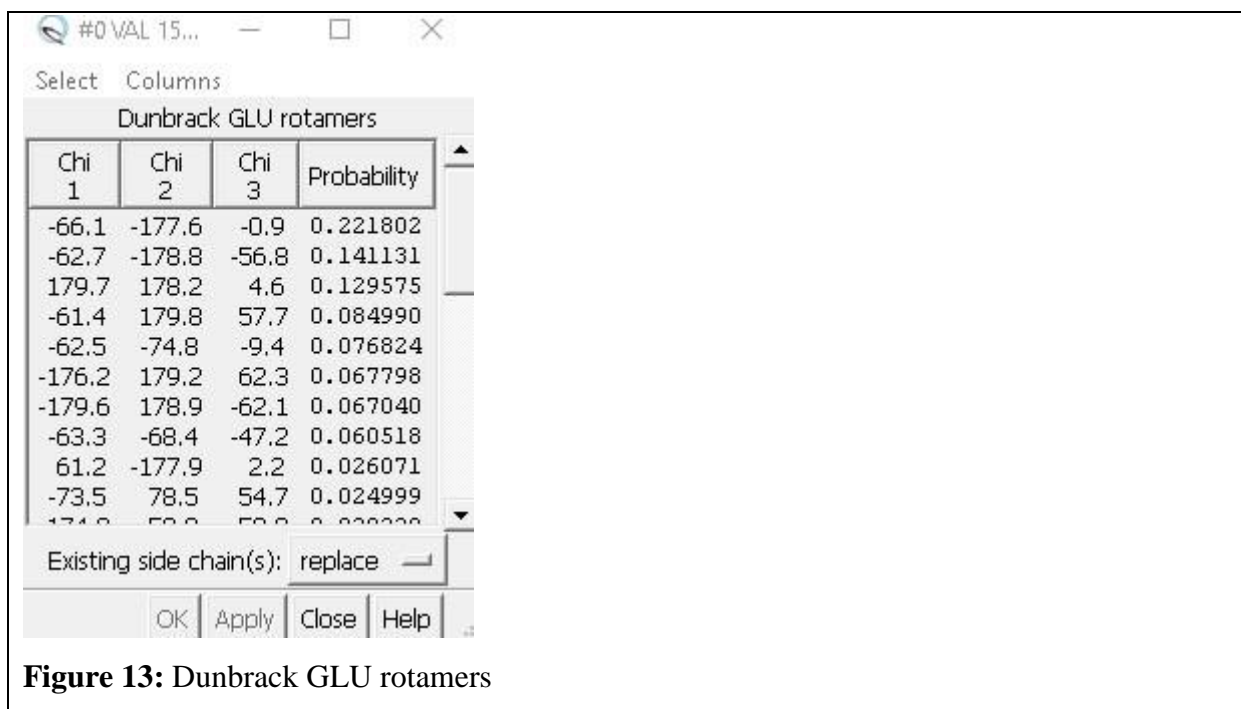 #0 VAL 15...
Select Columns
Dunbrack GLU rotamers
Chi 1 Chi 2 Chi 3 Probability
-66.1 -177.6 -0.9 0.221802
-62.7 -178.8 -56.8 0.141131
179.7 178.2 4.6 0.129575
-61.4 179.8 57.7 0.084990
-62.5 -74.8 -9.4 0.076824
-176.2 179.2 62.3 0.067798
-179.6 178.9 -62.1 0.067040
-63.3 -68.4 -47.2 0.060518
61.2 -177.9 2.2 0.026071
-73.5 78.5 54.7 0.024999
Existing side chain(s): replace
OK Apply Close Help
Figure 13: Dunbrack GLU rotamers